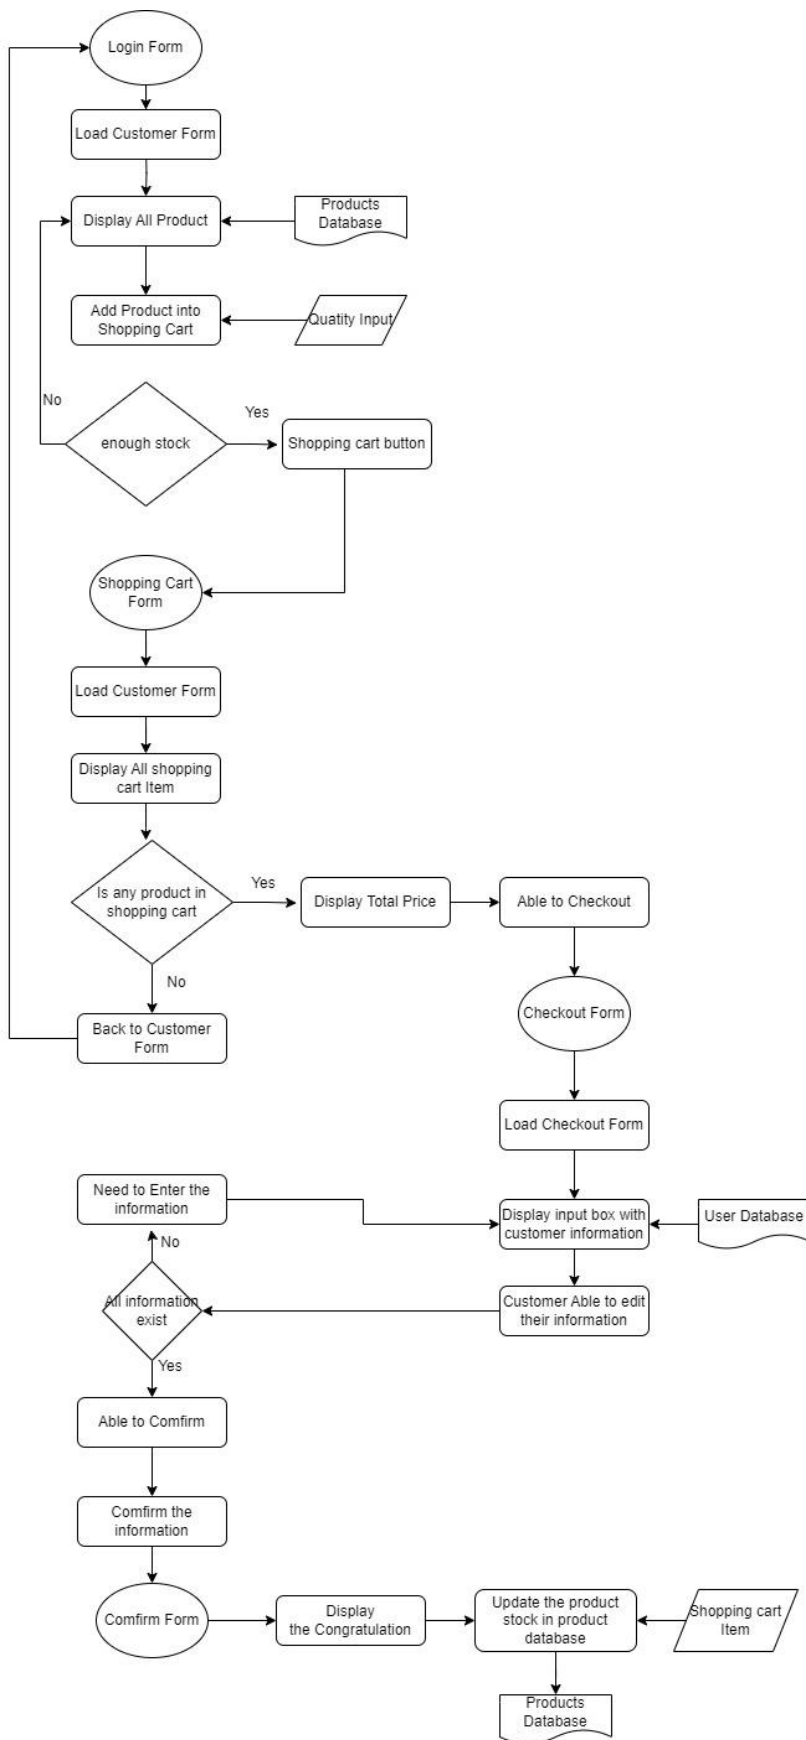 Login Form
Load Customer Form
Display All Product
Products
Database
Add Product into
Shopping Cart
Quatity Input
No
enough stock
Yes
Shopping cart button
Shopping Cart
Form
Load Customer Form
Display All shopping
cart Item
Is any product in
shopping cart
Yes
Display Total Price
Able to Checkout
No
Back to Customer
Form
Checkout Form
Load Checkout Form
Need to Enter the
information
Display input box with
customer information
User Database
No
All information
exist
Customer Able to edit
their information
Yes
Able to Comfirm
Comfirm the
information
Comfirm Form
Display
the Congratulation
Update the product
stock in product
database
Shopping cart
Item
Products
Database